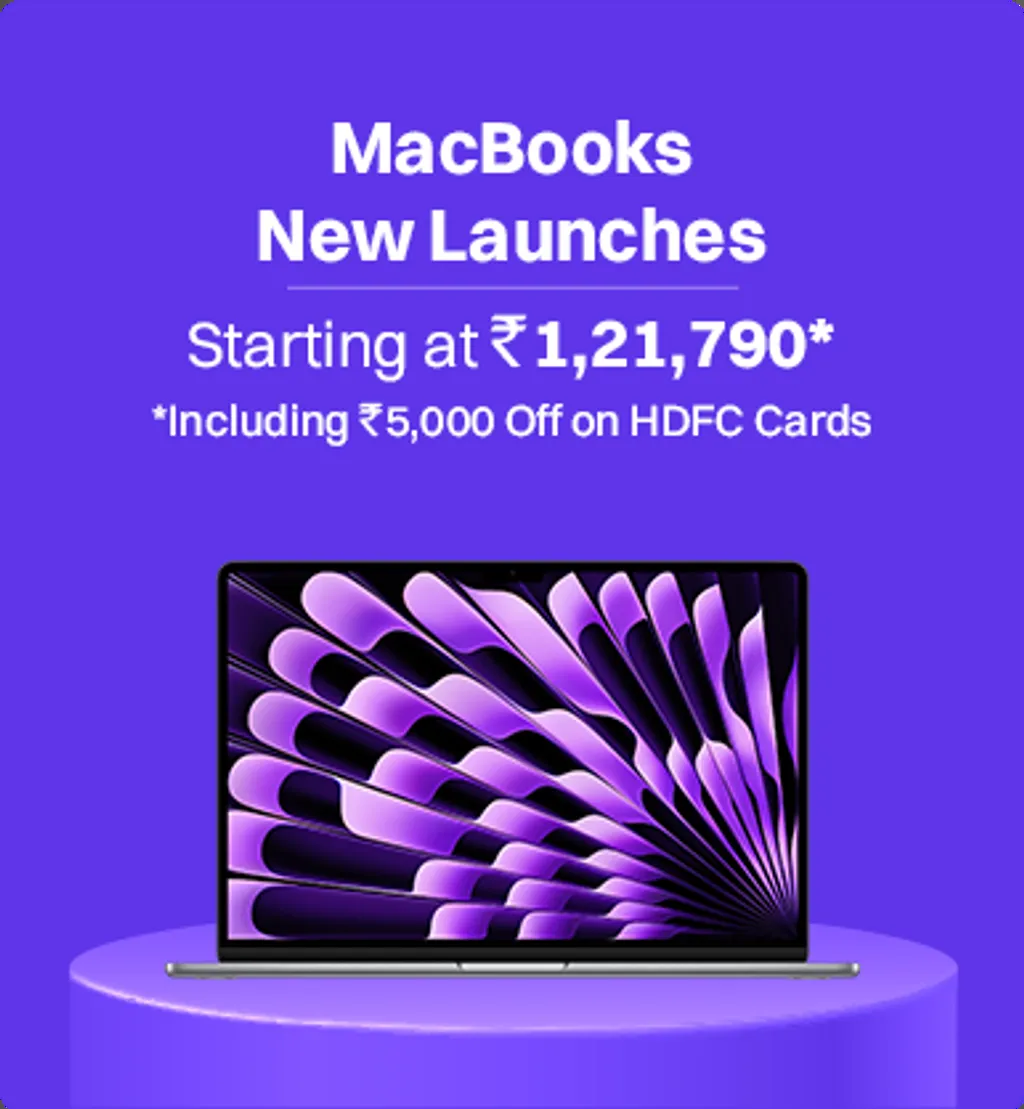 MacBooks
New Launches
Starting at ₹1,21,790*
*Including ₹5,000 Off on HDFC Cards